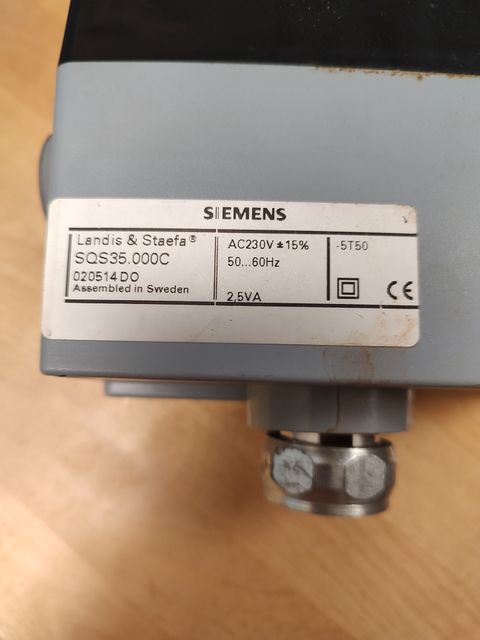 SIEMENS
Landis & Staefa®
SQS35.000C
020514 DO
Assembled in Sweden
AC230V ±15%
50...60Hz
2,5VA
-5T50
CE